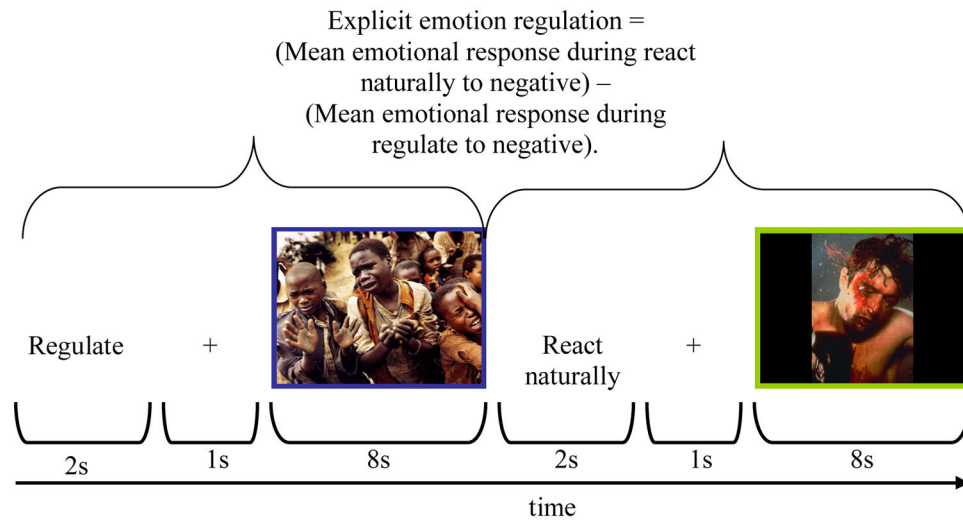 Explicit emotion regulation =
(Mean emotional response during react
naturally to negative) –
(Mean emotional response during
regulate to negative).
Regulate
+
React
naturally
+
2s
1s
8s
2s
1s
8s
time